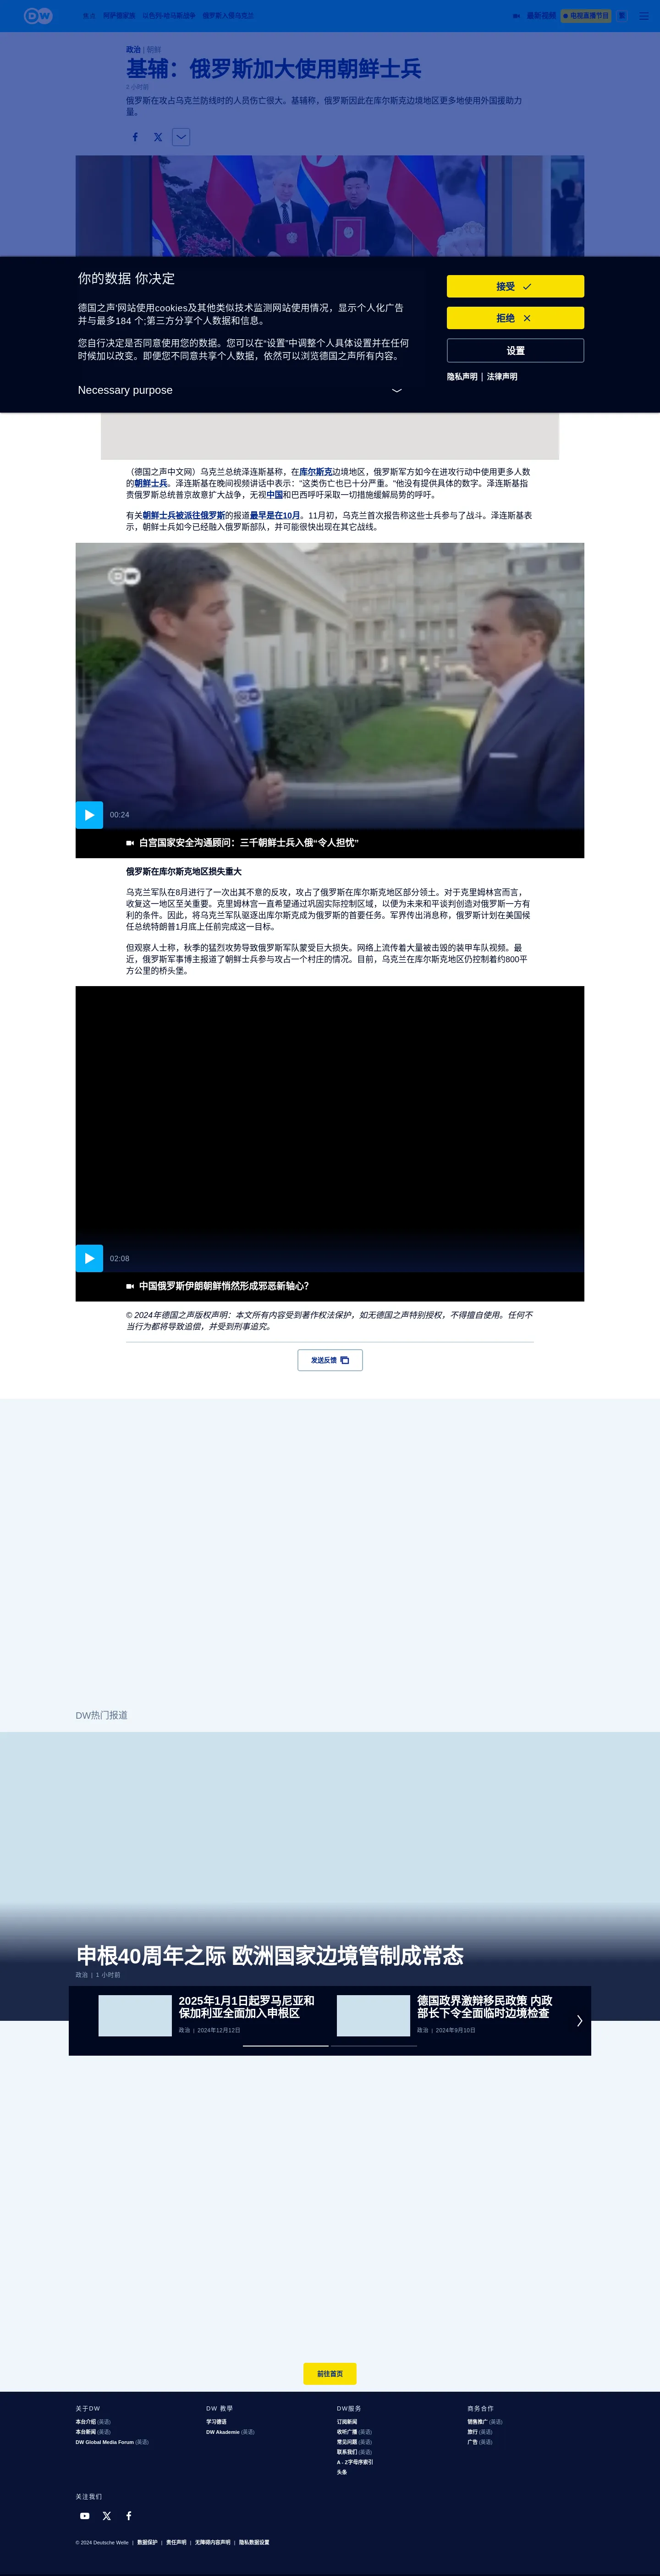 DW
焦点 特萨德家族 以色列-哈马斯战争 俄罗斯入侵乌克兰
最新视频 电视直播节目 繁
政治 | 朝鲜
基辅：俄罗斯加大使用朝鲜士兵
2 小时前
俄罗斯在攻占乌克兰防线时的人员伤亡很大。基辅称，俄罗斯因此在库尔斯克边境地区更多地使用外国援助力
量。
你的数据 你决定
德国之声'网站使用cookies及其他类似技术监测网站使用情况，显示个人化广告
并与最多184 个;第三方分享个人数据和信息。
您自行决定是否同意使用您的数据。您可以在"设置"中调整个人具体设置并在任何
时候加以改变。即便您不同意共享个人数据，依然可以浏览德国之声所有内容。
Necessary purpose
接受
拒绝
设置
隐私声明 | 法律声明
（德国之声中文网）乌克兰总统泽连斯基称，在库尔斯克边境地区，俄罗斯军方如今在进攻行动中使用更多人数
的朝鲜士兵。泽连斯基在晚间视频讲话中表示："这类伤亡也已十分严重。"他没有提供具体的数字。泽连斯基指
责俄罗斯总统普京故意扩大战争，无视中国和巴西呼吁采取一切措施缓解局势的呼吁。
有关朝鲜士兵被派往俄罗斯的报道最早是在10月。11月初，乌克兰首次报告称这些士兵参与了战斗。泽连斯基表
示，朝鲜士兵如今已经融入俄罗斯部队，并可能很快出现在其它战线。
DW
00:24
白宫国家安全沟通顾问：三千朝鲜士兵入俄“令人担忧”
俄罗斯在库尔斯克地区损失重大
乌克兰军队在8月进行了一次出其不意的反攻，攻占了俄罗斯在库尔斯克地区部分领土。对于克里姆林宫而言，
收复这一地区至关重要。克里姆林宫一直希望通过巩固实际控制区域，以便为未来和平谈判创造对俄罗斯一方有
利的条件。因此，将乌克兰军队驱逐出库尔斯克成为俄罗斯的首要任务。军界传出消息称，俄罗斯计划在美国候
任总统特朗普1月底上任前完成这一目标。
但观察人士称，秋季的猛烈攻势导致俄罗斯军队蒙受巨大损失。网络上流传着大量被击毁的装甲车队视频。最
近，俄罗斯军事博主报道了朝鲜士兵参与攻占一个村庄的情况。目前，乌克兰在库尔斯克地区仍控制着约800平
方公里的桥头堡。
02:08
中国俄罗斯伊朗朝鲜悄然形成邪恶新轴心？
© 2024年德国之声版权声明：本文所有内容受到著作权法保护，如无德国之声特别授权，不得擅自使用。任何不
当行为都将导致追偿，并受到刑事追究。
发送反馈
DW热门报道
申根40周年之际 欧洲国家边境管制成常态
政治 | 1 小时前
2025年1月1日起罗马尼亚和
保加利亚全面加入申根区
政治 | 2024年12月12日
德国政界激辩移民政策 内政
部长下令全面临时边境检查
政治 | 2024年9月10日
前往首页
关于DW
本台介绍 (英语)
本台新闻 (英语)
DW Global Media Forum (英语)
DW 教学
学习德语
DW Akademie (英语)
DW服务
订阅新闻
收听广播 (英语)
常见问题 (英语)
联系我们 (英语)
A - Z字母序索引
头条
商务合作
销售推广 (英语)
旅行 (英语)
广告 (英语)
关注我们
© 2024 Deutsche Welle | 数据保护 | 责任声明 | 无障碍内容声明 | 隐私数据设置